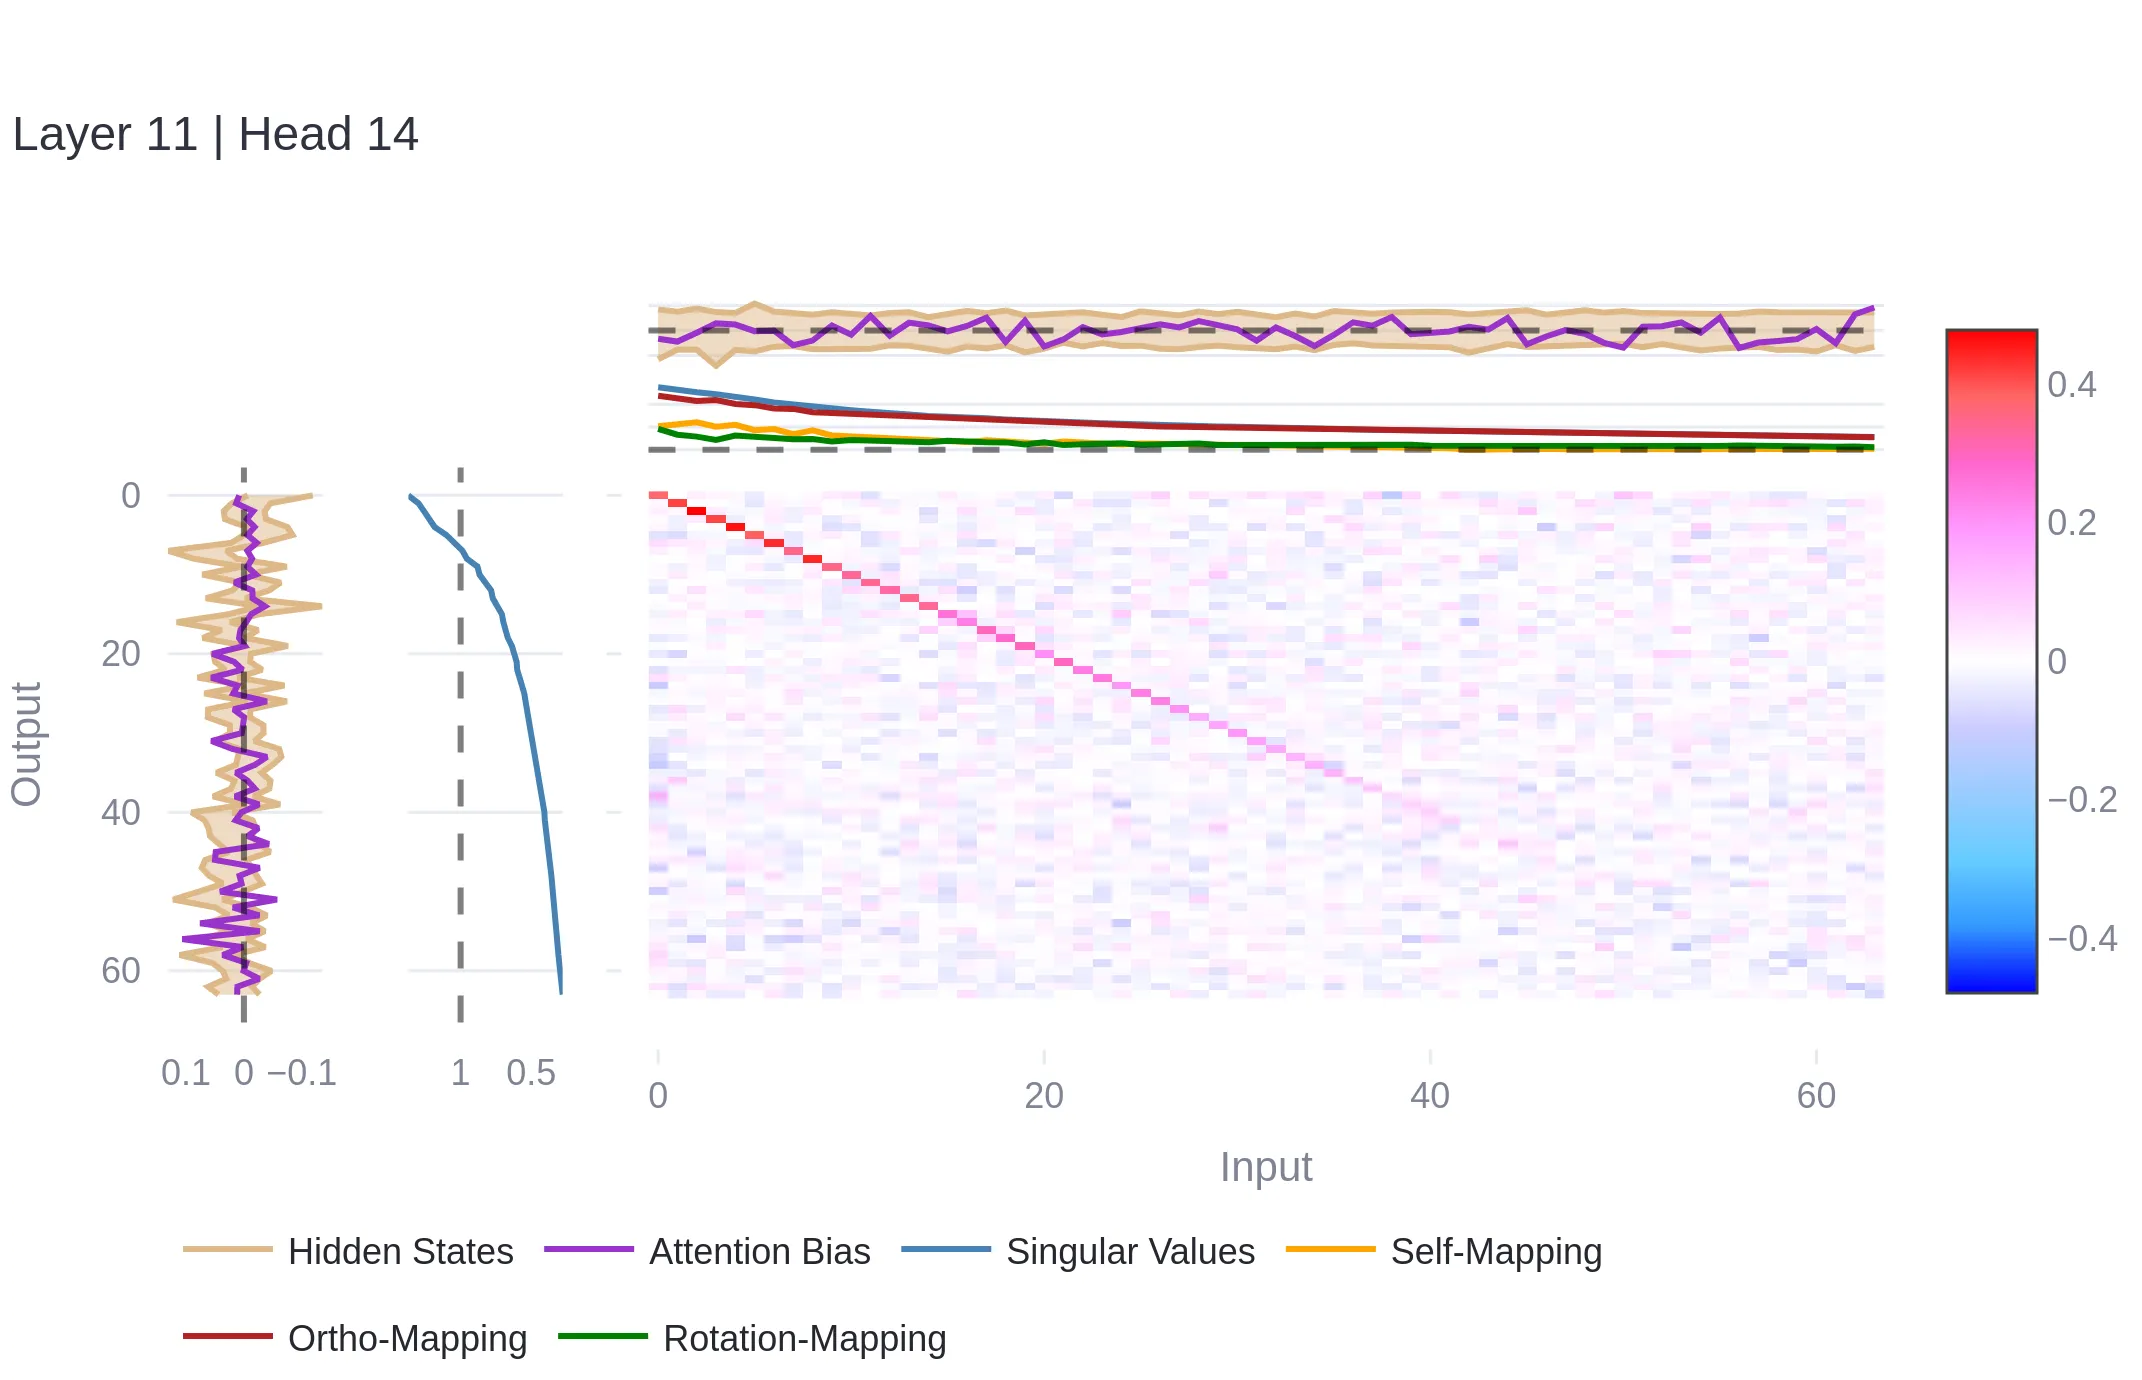 Layer 11 | Head 14
0
20
40
60
Output
0.1 0 −0.1
1 0.5
0 20 40 60
Input
0.4
0.2
0
−0.2
−0.4
Hidden States Attention Bias Singular Values Self-Mapping
Ortho-Mapping Rotation-Mapping